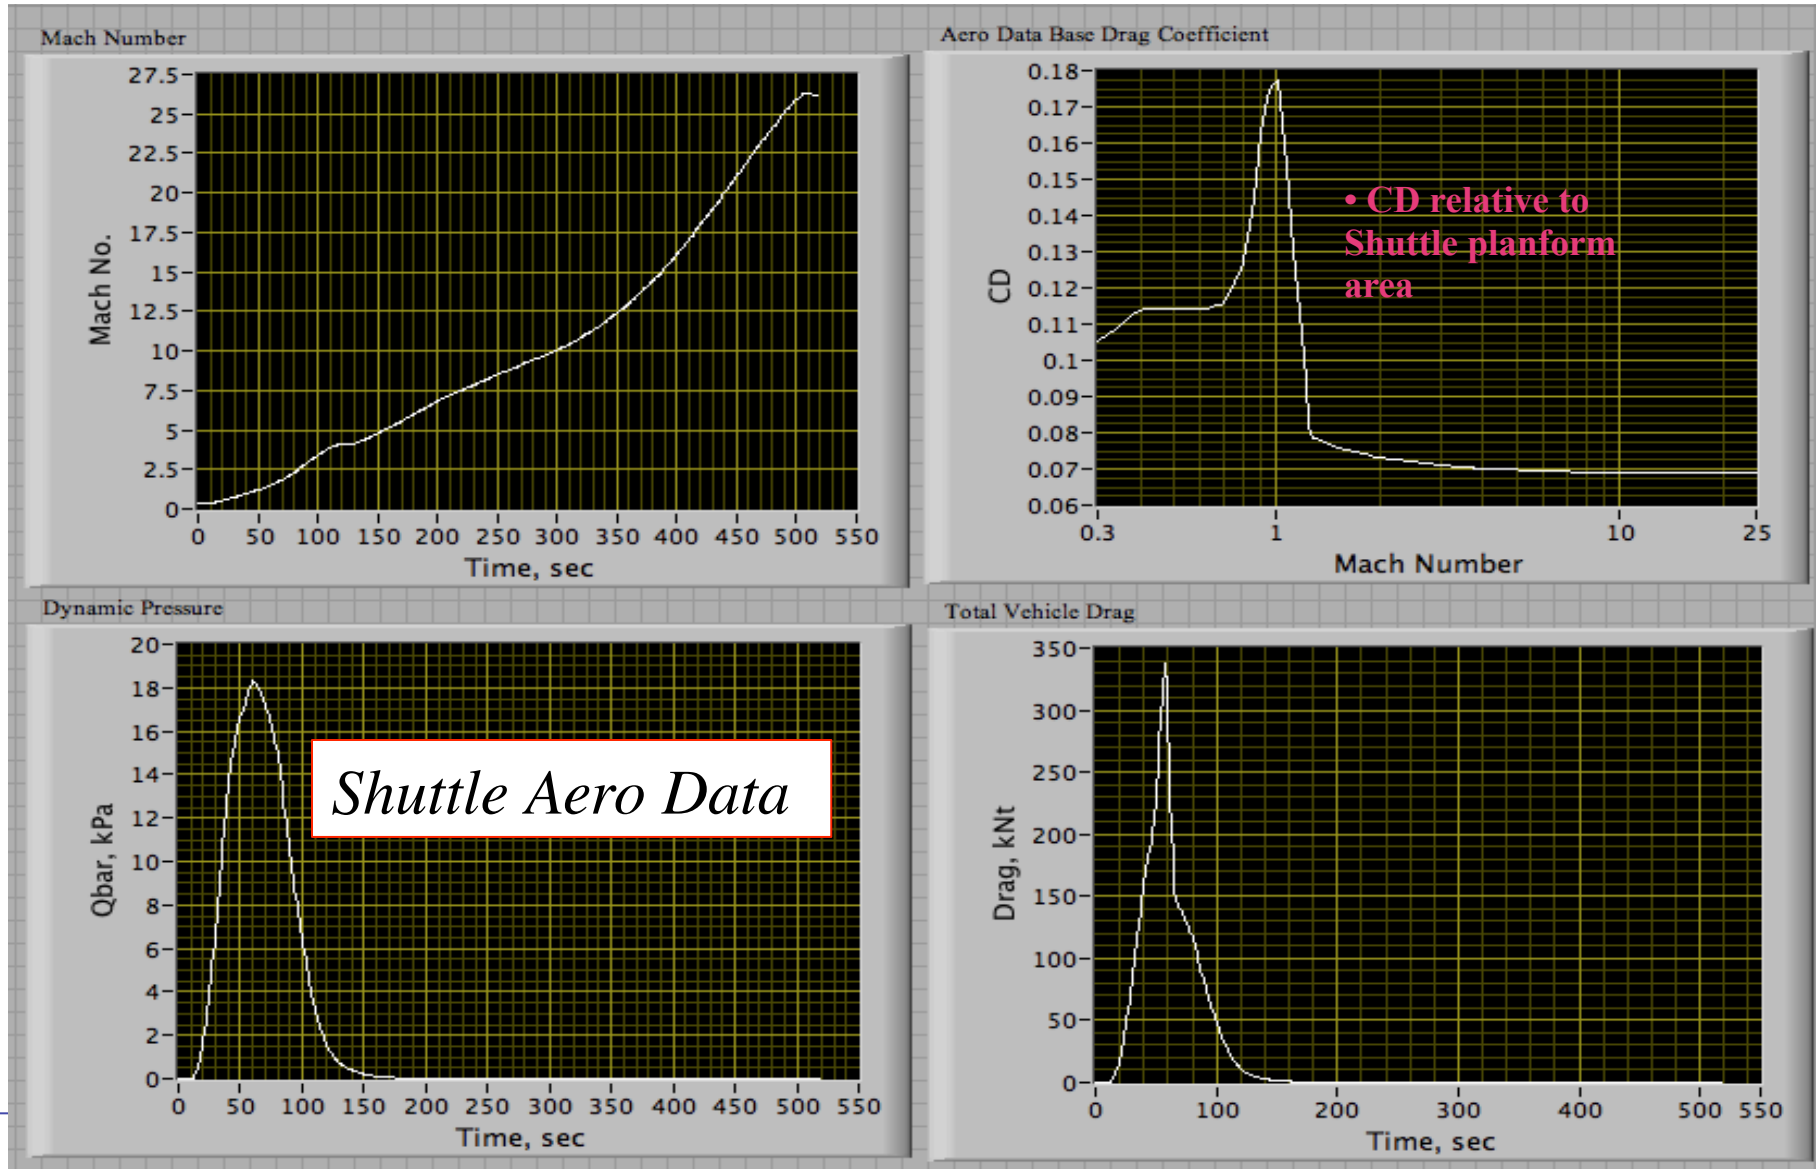 Mach Number
27.5
25
22.5
20
17.5
15
12.5
10
7.5
5
2.5
0
Mach No.
0 50 100 150 200 250 300 350 400 450 500 550
Time, sec
Aero Data Base Drag Coefficient
0.18
0.17
0.16
0.15
0.14
0.13
0.12
0.11
0.1
0.09
0.08
0.07
0.06
CD
• CD relative to
Shuttle planform
area
0.3 1 10 25
Mach Number
Dynamic Pressure
20
18
16
14
12
10
8
6
4
2
0
Qbar, kPa
Shuttle Aero Data
0 50 100 150 200 250 300 350 400 450 500 550
Time, sec
Total Vehicle Drag
350
300
250
200
150
100
50
0
Drag, kNt
0 100 200 300 400 500 550
Time, sec